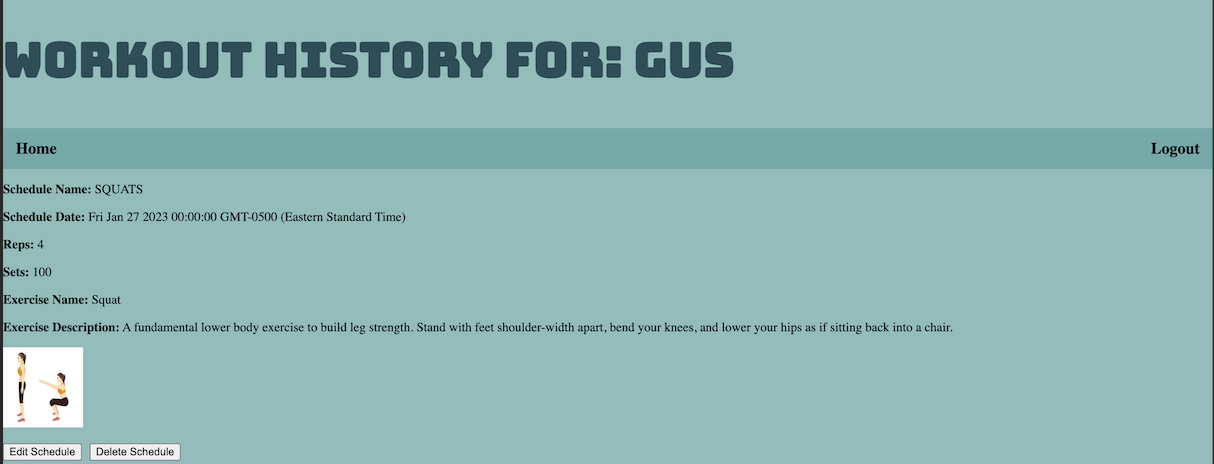 WORKOUT HISTORY FOR: GUS
Home Logout
Schedule Name: SQUATS
Schedule Date: Fri Jan 27 2023 00:00:00 GMT-0500 (Eastern Standard Time)
Reps: 4
Sets: 100
Exercise Name: Squat
Exercise Description: A fundamental lower body exercise to build leg strength. Stand with feet shoulder-width apart, bend your knees, and lower your hips as if sitting back into a chair.
Edit Schedule Delete Schedule